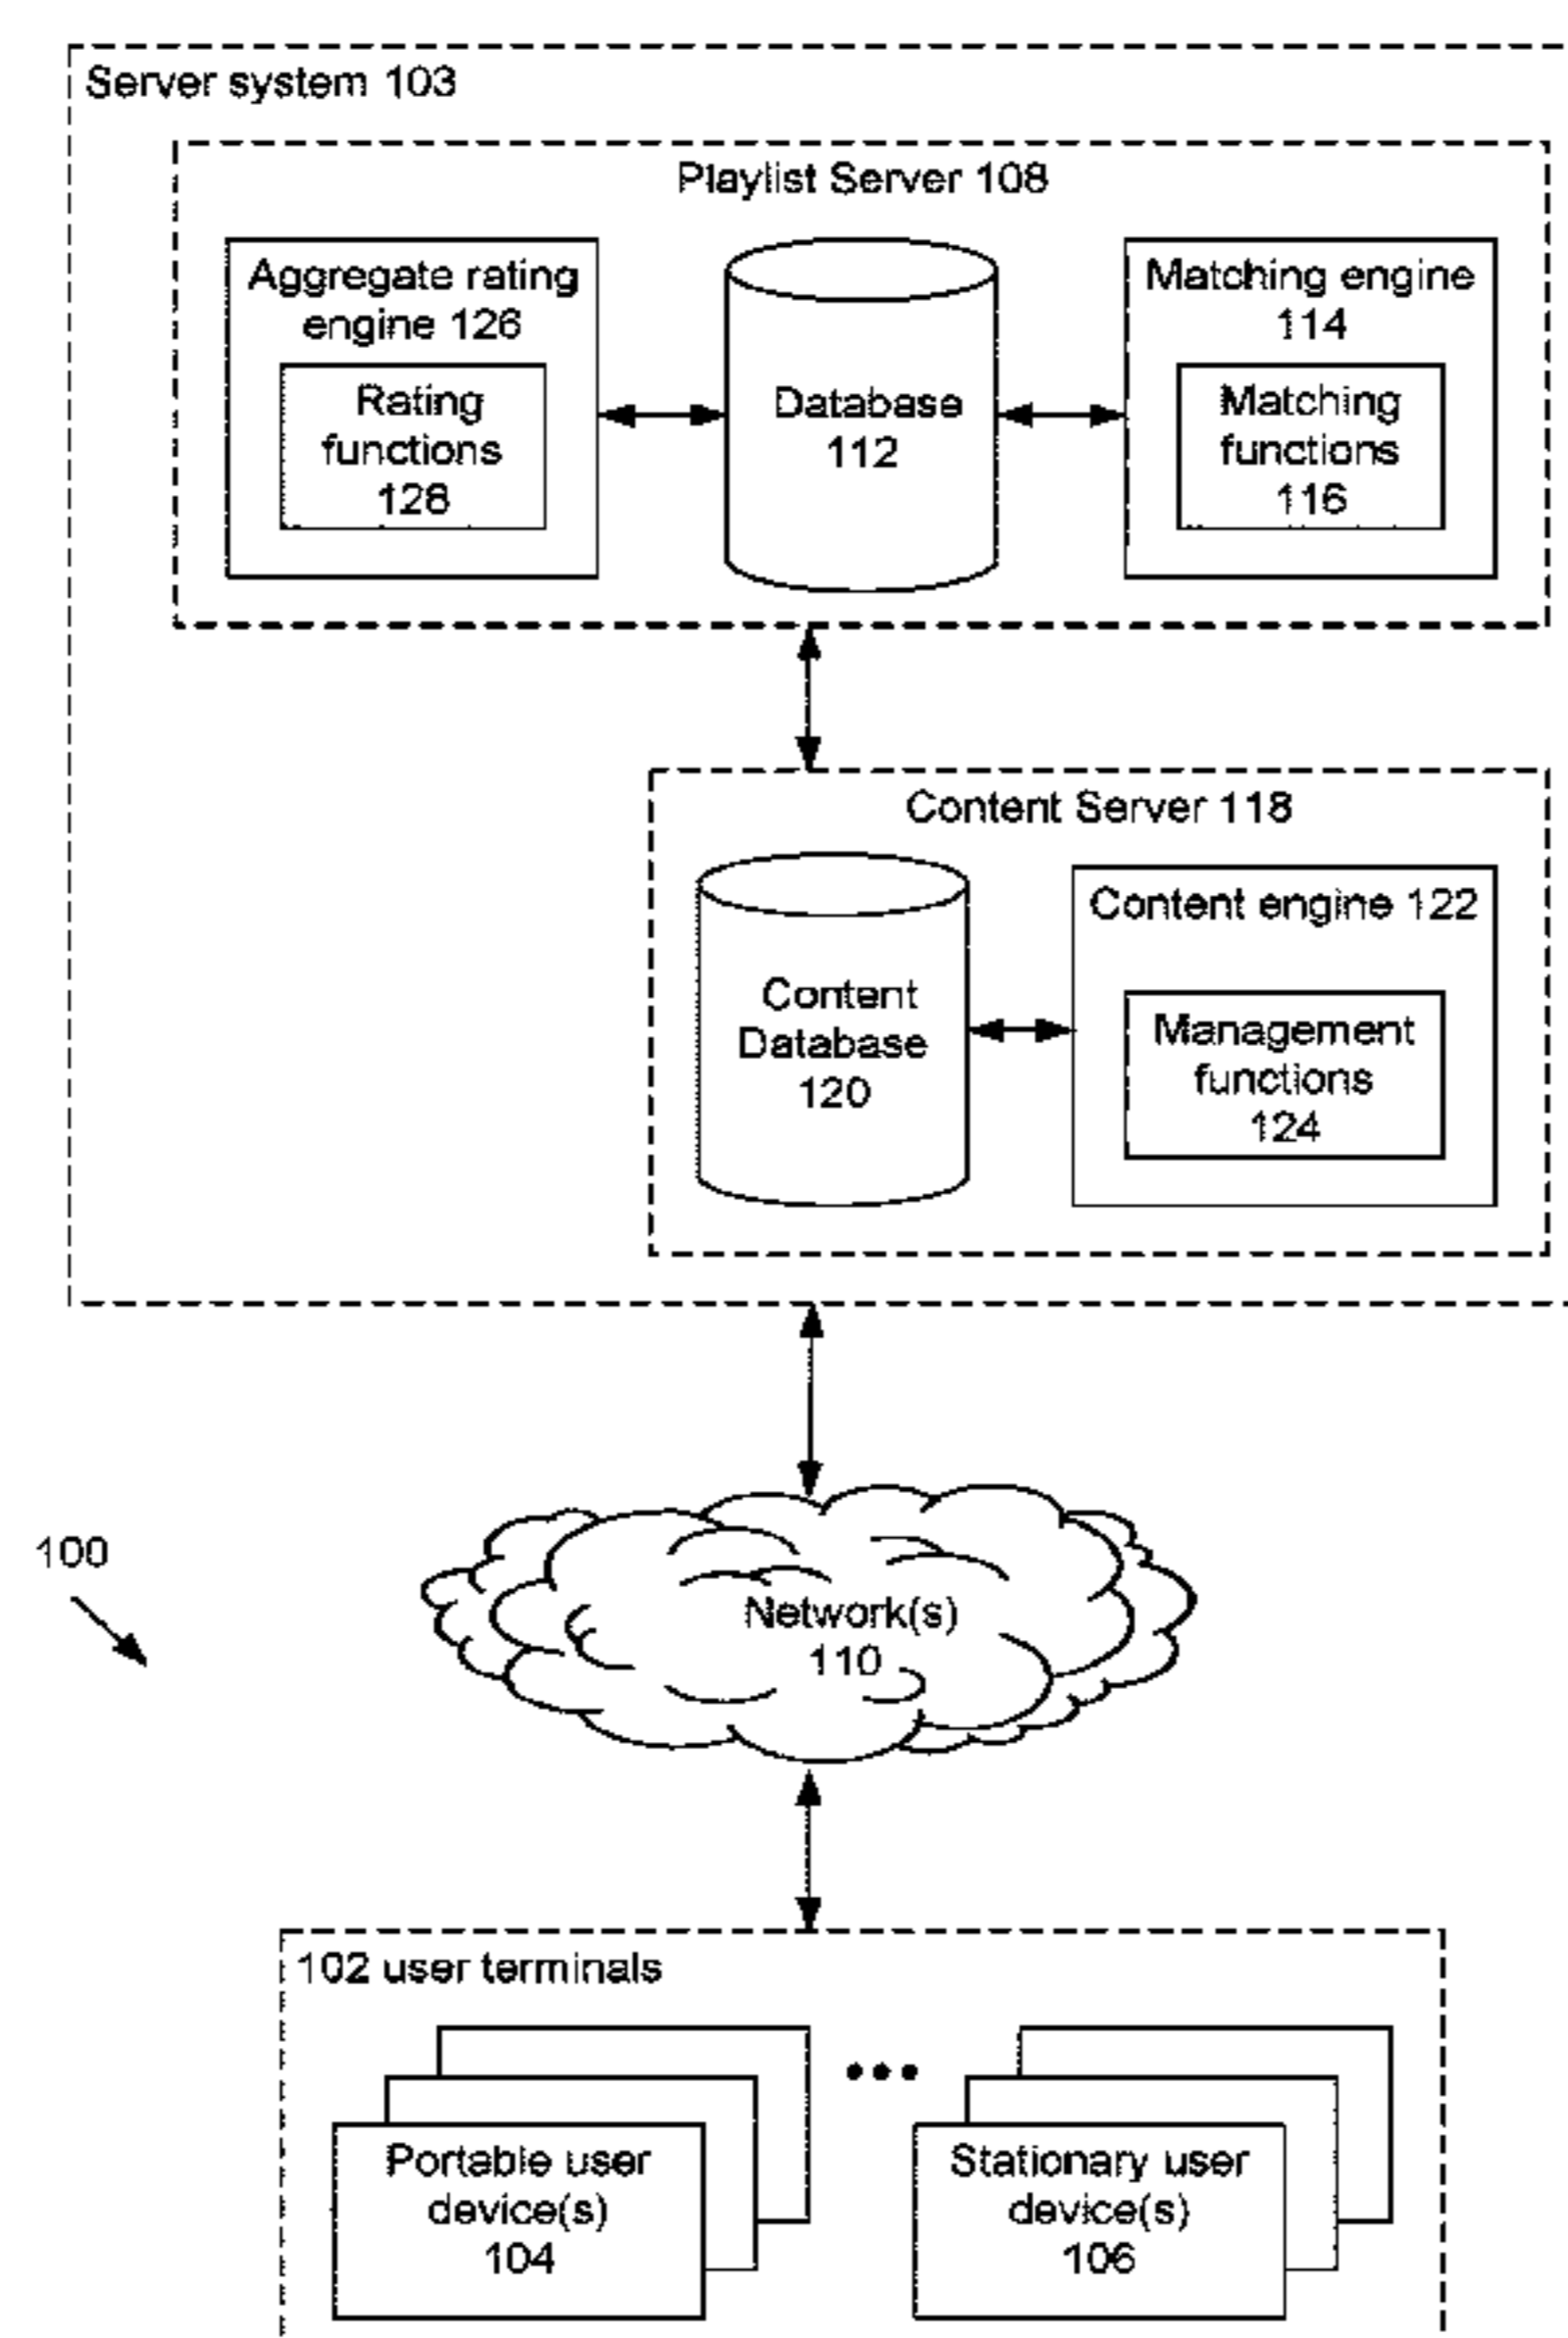 Server system 103
Playlist Server 108
Aggregate rating
engine 126
Rating
functions
128
Database
112
Matching engine
114
Matching
functions
116
Content Server 118
Content
Database
120
Content engine 122
Management
functions
124
100
Network(s)
110
102 user terminals
Portable user
device(s)
104
Stationary user
device(s)
106